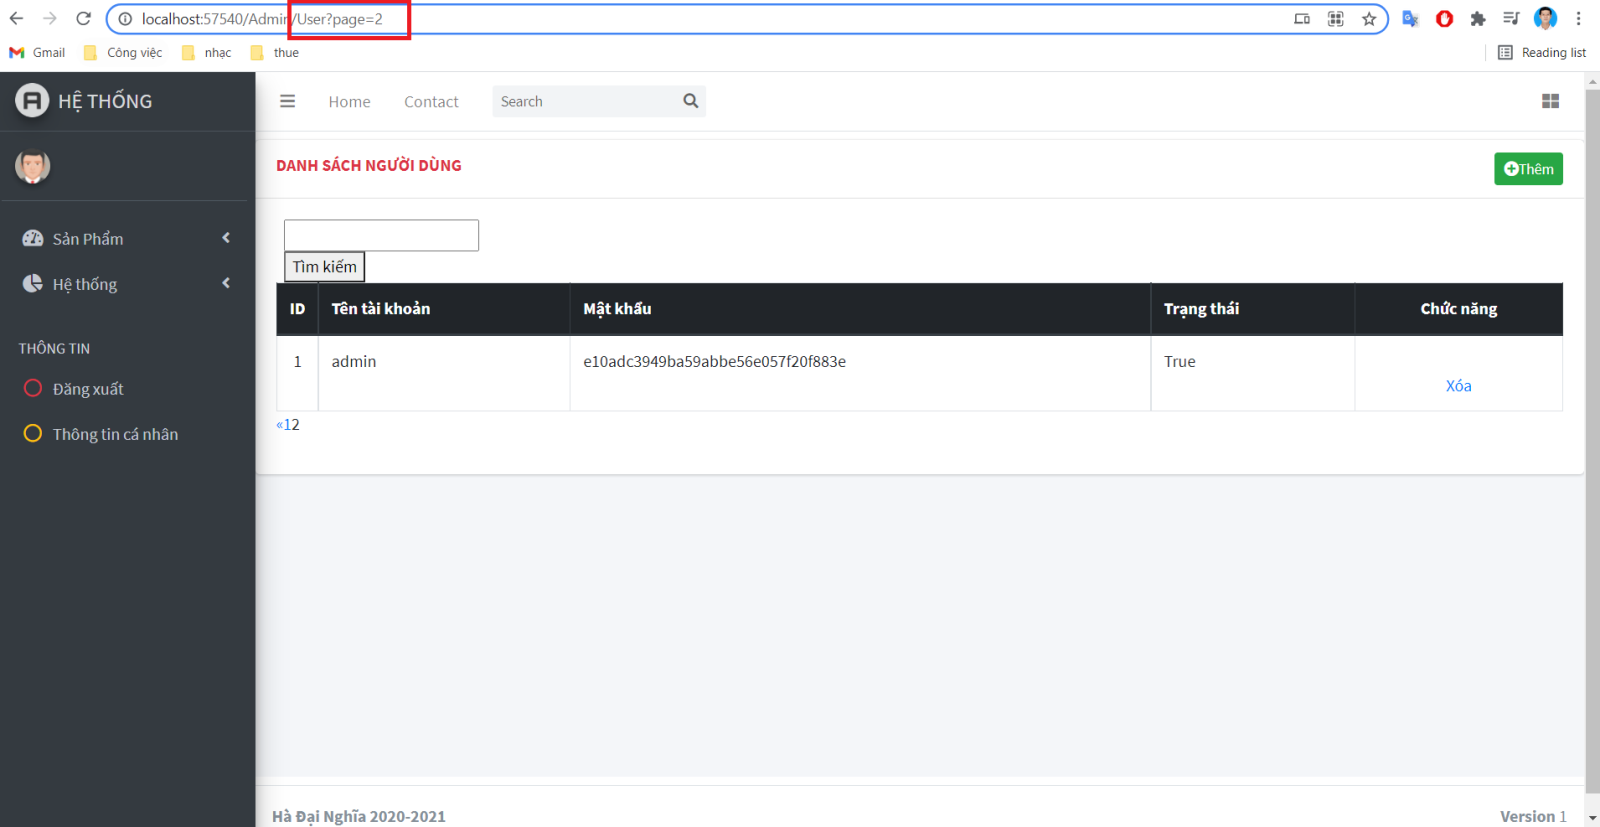 localhost:57540/Admin/User?page=2
Gmail Công việc nhạc thue Reading list
HỆ THỐNG
Home Contact Search
DANH SÁCH NGƯỜI DÙNG
Thêm
Sản Phẩm
Hệ thống
THÔNG TIN
Đăng xuất
Thông tin cá nhân
Tìm kiếm
ID Tên tài khoản Mật khẩu Trạng thái Chức năng
1 admin e10adc3949ba59abbe56e057f20f883e True
Xóa
«12
Hà Đại Nghĩa 2020-2021 Version 1